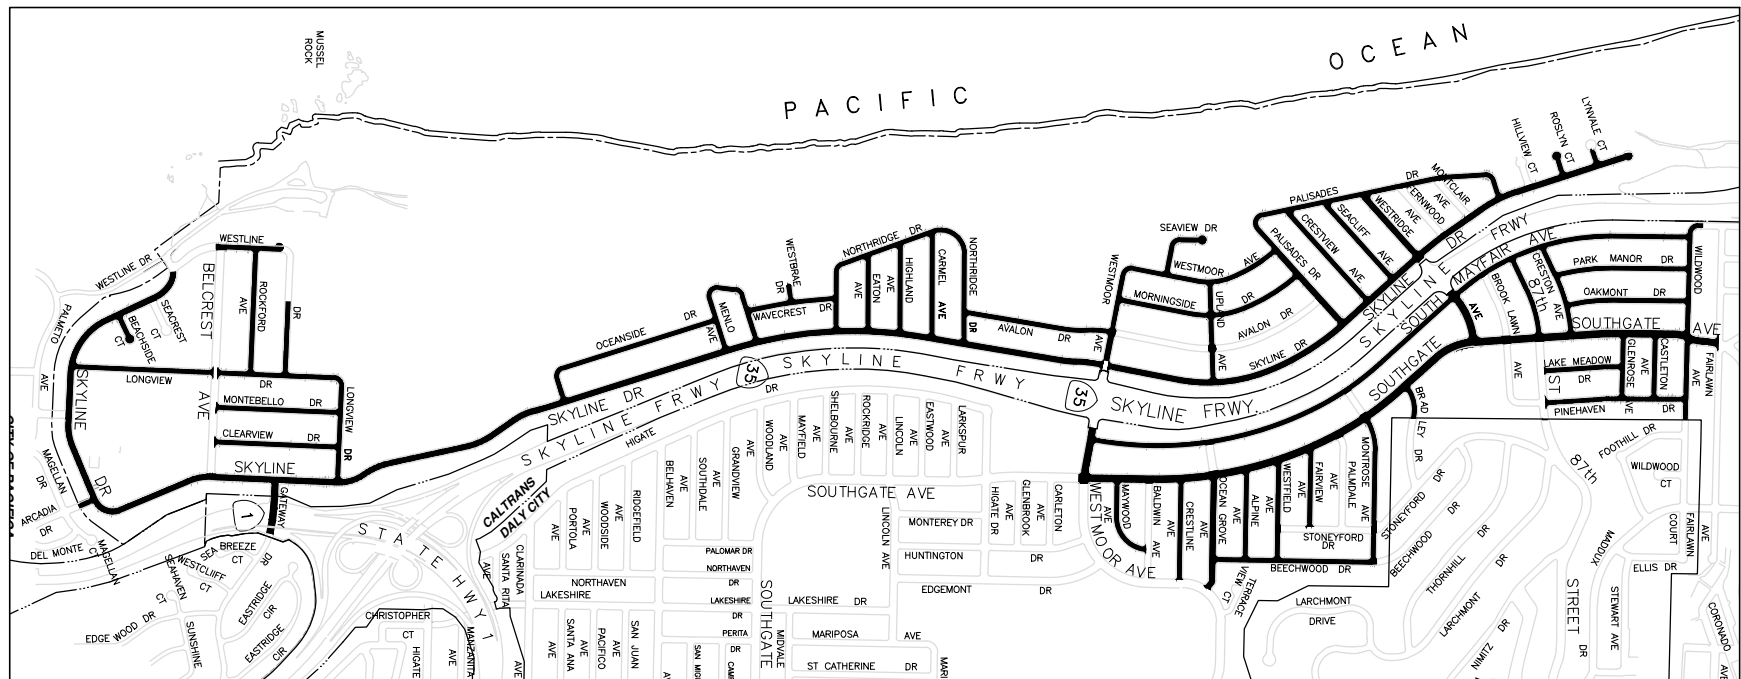 MUSSEL
ROCK
PACIFIC
OCEAN
LYNVALE CT
ROSLYN CT
HILLVIEW CT
MONTCLAIR
DR
FERNWOOD
AVE
WESTRIDGE
AVE
PALISADES
SEACLIFF
AVE
CRESTVIEW
AVE
PALISADES DR
SEAVIEW DR
WESTMOOR
AVE
WESTMOOR
MORNINGSIDE
DR
UPLAND
AVE
AVALON DR
SKYLINE DR
SKYLINE
DR
FRWY
SKYLINE
SOUTH
MAYFAIR AVE
WILDWOOD
PARK MANOR DR
OAKMONT DR
CRESTON
AVE
87th
BROOK LAWN
AVE
AVE
SOUTHGATE
AVE
SOUTHGATE
LAKE MEADOW
DR
ST
GLENROSE
AVE
CASTLETON
AVE
FAIRLAWN
PINEHAVEN DR
WESTLINE
WESTLINE DR
BELCREST
AVE
ROCKFORD
AVE
DR
SEACREST
CT
BEACHSIDE
CT
PALMETO
AVE
LONGVIEW
DR
LONGVIEW
DR
MONTEBELLO DR
CLEARVIEW DR
SKYLINE
SKYLINE
DR
MAGELLAN
DR
ARCADIA
DR
DEL MONTE
CT
MAGELLAN
1
GATEWAY
DR
SEA BREEZE
CT
WESTCLIFF
CT
SEAHAVEN
CT
EASTRIDGE
CIR
EASTRIDGE
CIR
EDGE WOOD DR
SUNSHINE
STATE HWY 1
CHRISTOPHER
CT
HIGATE
AVE
MANZANITA
CALTRANS
DALY CITY
OCEANSIDE
DR
MENLO
AVE
WAVECREST DR
WESTBRAE
DR
NORTHRIDGE DR
EATON
AVE
HIGHLAND
CARMEL
AVE
NORTHRIDGE
DR
AVALON
DR
AVE
SKYLINE DR
SKYLINE FRWY
35
DR
HIGATE
SKYLINE
FRWY
35
SKYLINE FRWY
BELHAVEN
AVE
SOUTHDALE
AVE
GRANDVIEW
AVE
WOODLAND
AVE
MAYFIELD
AVE
SHELBOURNE
AVE
ROCKRIDGE
AVE
LINCOLN
AVE
EASTWOOD
AVE
LARKSPUR
SOUTHGATE AVE
CLARINADA
AVE
SANTA RITA
AVE
PORTOLA
AVE
WOODSIDE
AVE
RIDGEFIELD
PALOMAR DR
NORTHAVEN
DR
NORTHAVEN
LAKESHIRE
LAKESHIRE
DR
PERITA
DR
SANTA ANA
AVE
PACIFICO
AVE
SAN JUAN
AVE
SOUTHGATE
MIDVALE
LAKESHIRE DR
MARIPOSA
AVE
ST CATHERINE DR
LINCOLN AVE
MONTEREY DR
HUNTINGTON
DR
EDGEMONT
DR
HIGATE DR
AVE
GLENBROOK
AVE
CARLETON
WESTMOOR AVE
MAYWOOD
AVE
BALDWIN
AVE
CRESTLINE
AVE
OCEAN GROVE
AVE
ALPINE
AVE
WESTFIELD
AVE
FAIRVIEW
AVE
PALMDALE
AVE
MONTROSE
STONEYFORD
DR
BEECHWOOD DR
TERRACE
VIEW CT
BRADLEY
DR
STONEYFORD
DR
BEECHWOOD
DR
THORNHILL
DR
LARCHMONT
DR
LARCHMONT
DRIVE
NIMITZ
DR
87th
STREET
FOOTHILL DR
WILDWOOD
CT
FAIRLAWN
COURT
AVE
MADDUX
DR
ELLIS DR
STEWART AVE
CORONADO
AVE